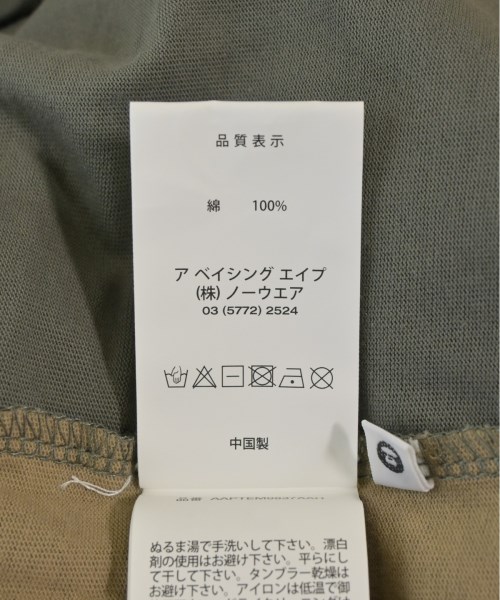 品質表示
綿 100%
ア ベイシング エイプ
(株) ノーウエア
03 (5772) 2524
中国製
ぬるま湯で手洗いして下さい。漂白
剤の使用はお避け下さい。平らにし
て干して下さい。タンブラー乾燥は
お避け下さい。アイロンは低温で御